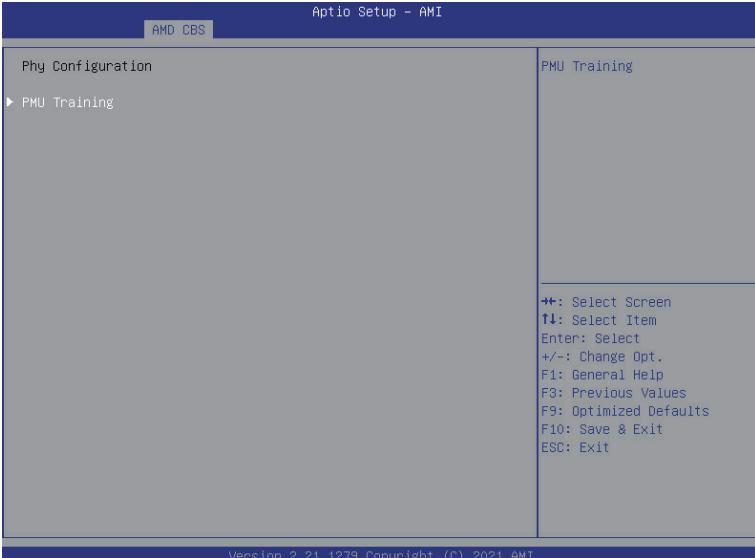 Aptio Setup – AMI
AMD CBS
Phy Configuration
PMU Training
PMU Training
→←: Select Screen
↑↓: Select Item
Enter: Select
+/-: Change Opt.
F1: General Help
F3: Previous Values
F9: Optimized Defaults
F10: Save & Exit
ESC: Exit
Version 2.21.1279 Copyright (C) 2021 AMI